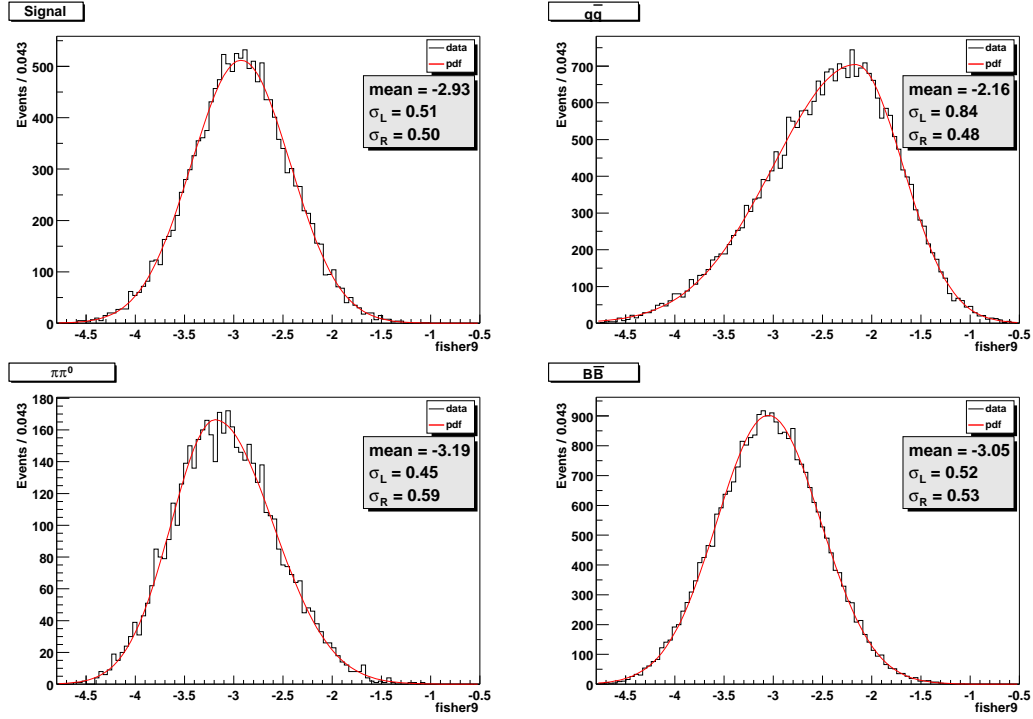 Signal
Events / 0.043
500
400
300
200
100
0
data
pdf
mean = -2.93
σL = 0.51
σR = 0.50
-4.5 -4 -3.5 -3 -2.5 -2 -1.5 -1 -0.5
fisher9
qq̅
Events / 0.043
700
600
500
400
300
200
100
0
data
pdf
mean = -2.16
σL = 0.84
σR = 0.48
-4.5 -4 -3.5 -3 -2.5 -2 -1.5 -1 -0.5
fisher9
ππ⁰
Events / 0.043
180
160
140
120
100
80
60
40
20
0
data
pdf
mean = -3.19
σL = 0.45
σR = 0.59
-4.5 -4 -3.5 -3 -2.5 -2 -1.5 -1 -0.5
fisher9
BB̅
Events / 0.043
900
800
700
600
500
400
300
200
100
0
data
pdf
mean = -3.05
σL = 0.52
σR = 0.53
-4.5 -4 -3.5 -3 -2.5 -2 -1.5 -1 -0.5
fisher9